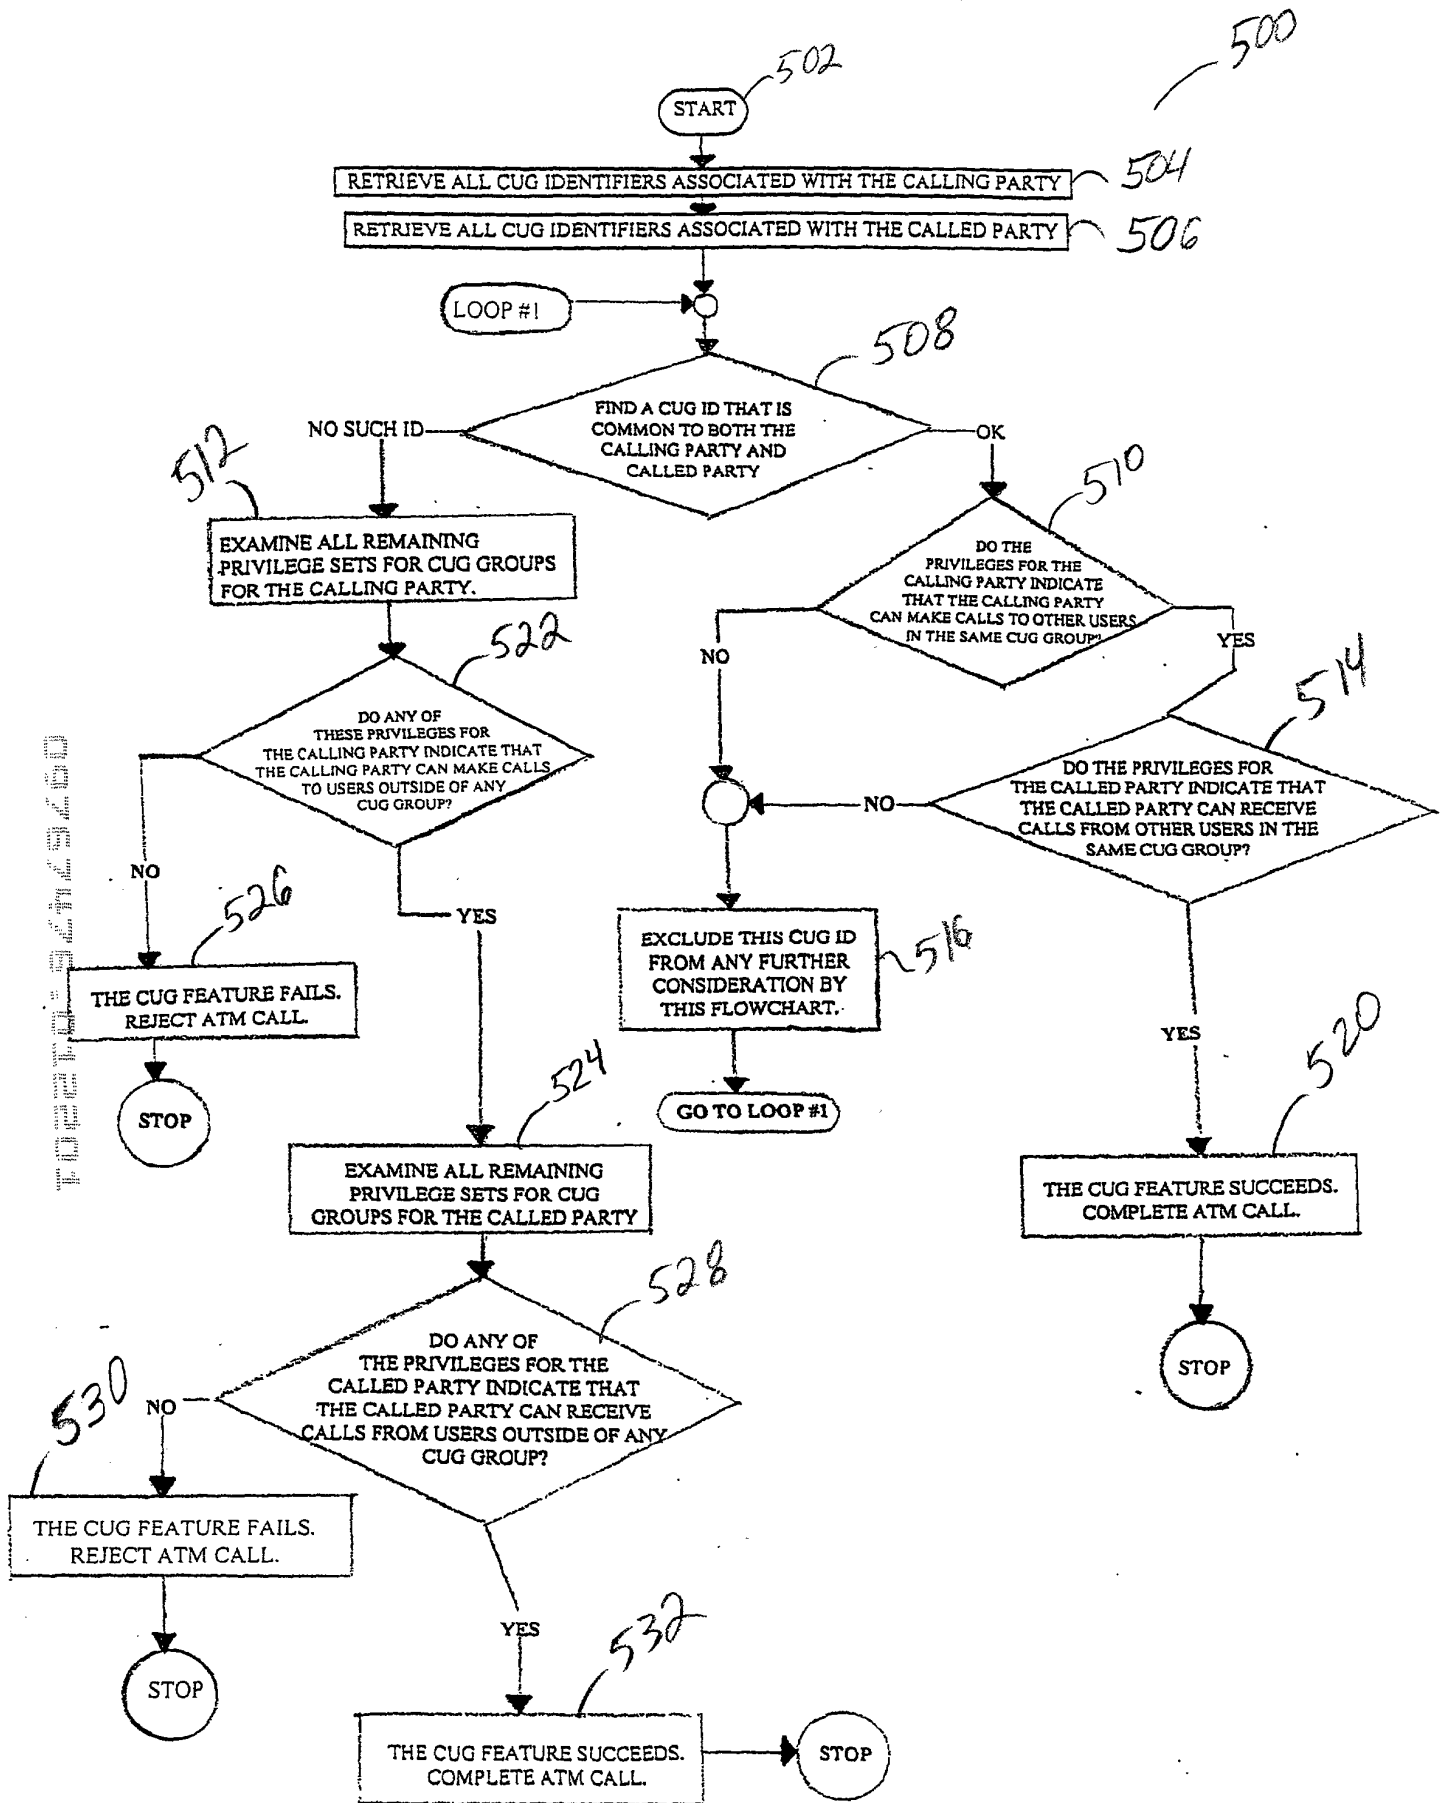 500
502
START
RETRIEVE ALL CUG IDENTIFIERS ASSOCIATED WITH THE CALLING PARTY
504
RETRIEVE ALL CUG IDENTIFIERS ASSOCIATED WITH THE CALLED PARTY
506
LOOP #1
508
FIND A CUG ID THAT IS
COMMON TO BOTH THE
CALLING PARTY AND
CALLED PARTY
NO SUCH ID
OK
512
EXAMINE ALL REMAINING
PRIVILEGE SETS FOR CUG GROUPS
FOR THE CALLING PARTY.
510
DO THE
PRIVILEGES FOR THE
CALLING PARTY INDICATE
THAT THE CALLING PARTY
CAN MAKE CALLS TO OTHER USERS
IN THE SAME CUG GROUP?
NO
YES
522
DO ANY OF
THESE PRIVILEGES FOR
THE CALLING PARTY INDICATE THAT
THE CALLING PARTY CAN MAKE CALLS
TO USERS OUTSIDE OF ANY
CUG GROUP?
514
DO THE PRIVILEGES FOR
THE CALLED PARTY INDICATE THAT
THE CALLED PARTY CAN RECEIVE
CALLS FROM OTHER USERS IN THE
SAME CUG GROUP?
NO
NO
YES
526
THE CUG FEATURE FAILS.
REJECT ATM CALL.
STOP
EXCLUDE THIS CUG ID
FROM ANY FURTHER
CONSIDERATION BY
THIS FLOWCHART.
516
GO TO LOOP #1
YES
520
THE CUG FEATURE SUCCEEDS.
COMPLETE ATM CALL.
STOP
524
EXAMINE ALL REMAINING
PRIVILEGE SETS FOR CUG
GROUPS FOR THE CALLED PARTY
528
DO ANY OF
THE PRIVILEGES FOR THE
CALLED PARTY INDICATE THAT
THE CALLED PARTY CAN RECEIVE
CALLS FROM USERS OUTSIDE OF ANY
CUG GROUP?
NO
530
THE CUG FEATURE FAILS.
REJECT ATM CALL.
STOP
YES
532
THE CUG FEATURE SUCCEEDS.
COMPLETE ATM CALL.
STOP